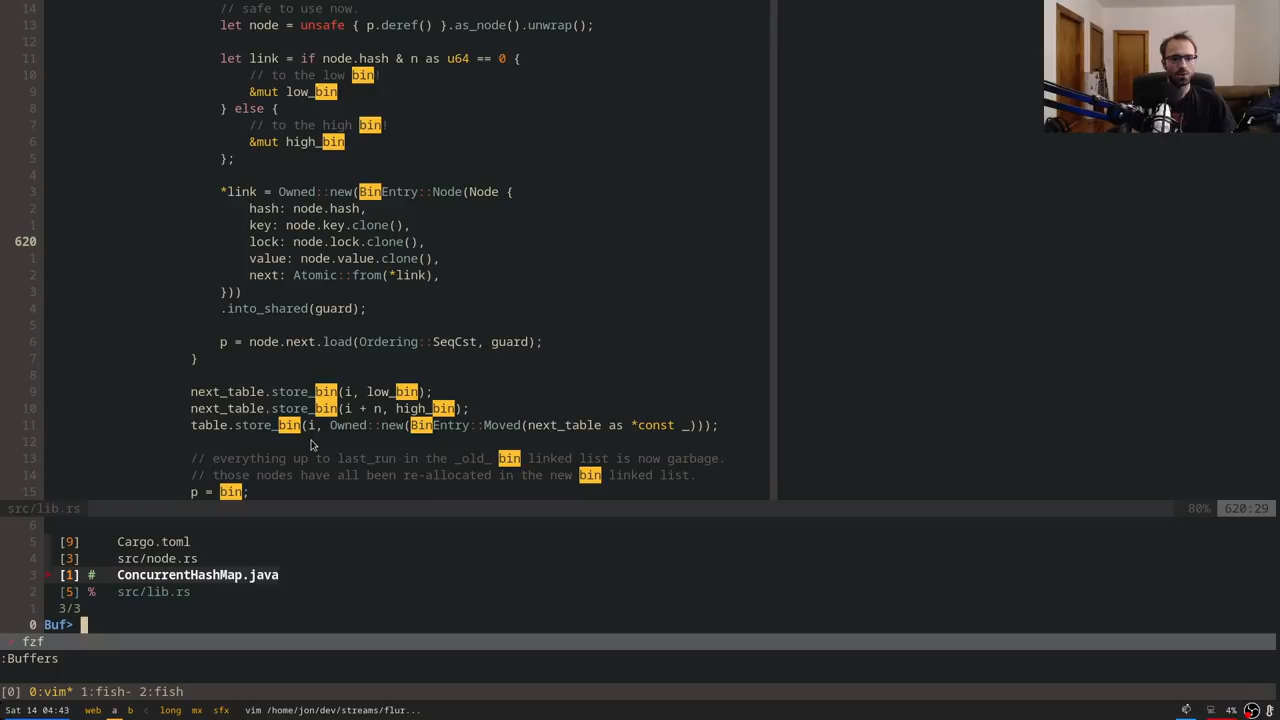 14 // safe to use now.
13 let node = unsafe { p.deref() }.as_node().unwrap();
12
11 let link = if node.hash & n as u64 == 0 {
10 // to the low bin!
9 &mut low_bin
8 } else {
7 // to the high bin!
6 &mut high_bin
5 };
4
3 *link = Owned::new(BinEntry::Node(Node {
2 hash: node.hash,
1 key: node.key.clone(),
620 lock: node.lock.clone(),
1 value: node.value.clone(),
2 next: Atomic::from(*link),
3 }))
4 .into_shared(guard);
5
6 p = node.next.load(Ordering::SeqCst, guard);
7 }
8
9 next_table.store_bin(i, low_bin);
10 next_table.store_bin(i + n, high_bin);
11 table.store_bin(i, Owned::new(BinEntry::Moved(next_table as *const _)));
12
13 // everything up to last_run in the _old_ bin linked list is now garbage.
14 // those nodes have all been re-allocated in the new bin linked list.
15 p = bin;
src/lib.rs 80% 620:29
6
5 [9] Cargo.toml
4 [3] src/node.rs
3 > [1] # ConcurrentHashMap.java
2 [5] % src/lib.rs
1 3/3
0 Buf>
> fzf
:Buffers
[0] 0:vim* 1:fish- 2:fish
Sat 14 04:43 web a b c long mx sfx vim /home/jon/dev/streams/flur... 4%